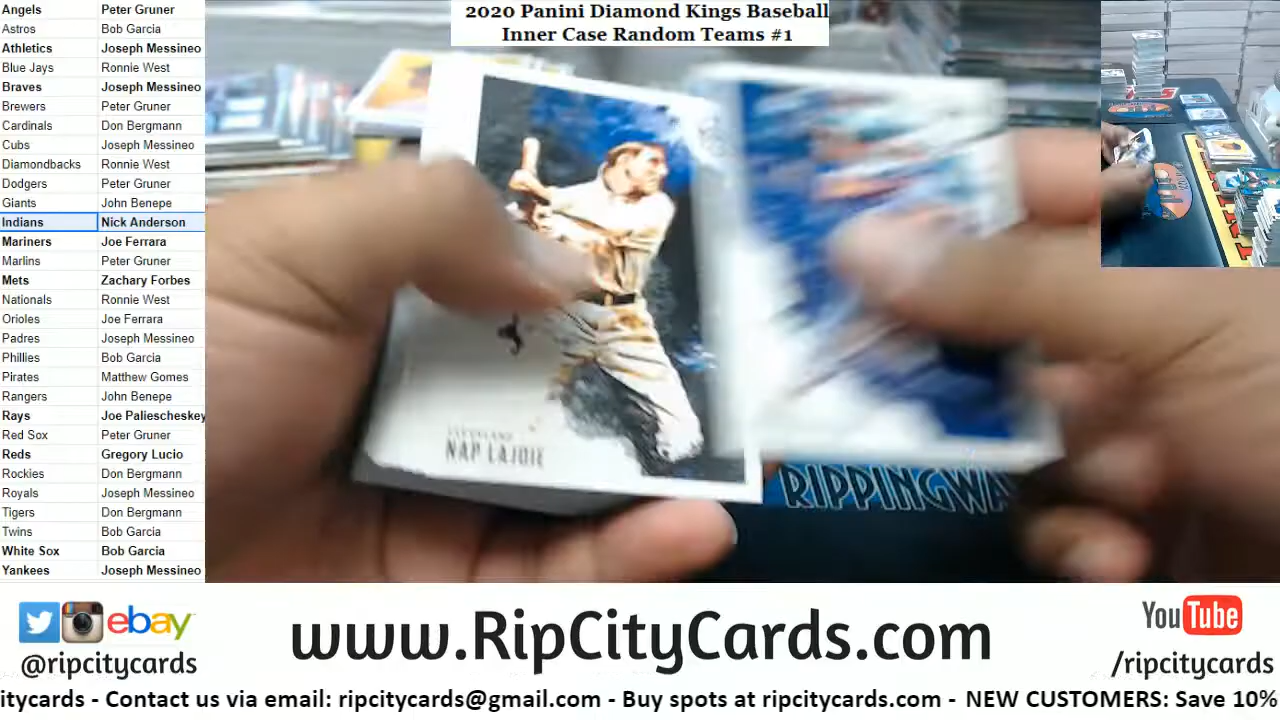 2020 Panini Diamond Kings Baseball
Inner Case Random Teams #1
Angels Peter Gruner
Astros Bob Garcia
Athletics Joseph Messineo
Blue Jays Ronnie West
Braves Joseph Messineo
Brewers Peter Gruner
Cardinals Don Bergmann
Cubs Joseph Messineo
Diamondbacks Ronnie West
Dodgers Peter Gruner
Giants John Benepe
Indians Nick Anderson
Mariners Joe Ferrara
Marlins Peter Gruner
Mets Zachary Forbes
Nationals Ronnie West
Orioles Joe Ferrara
Padres Joseph Messineo
Phillies Bob Garcia
Pirates Matthew Gomes
Rangers John Benepe
Rays Joe Paliescheskey
Red Sox Peter Gruner
Reds Gregory Lucio
Rockies Don Bergmann
Royals Joseph Messineo
Tigers Don Bergmann
Twins Bob Garcia
White Sox Bob Garcia
Yankees Joseph Messineo
CLEVELAND
NAP LAJOIE
RIPPINGWA
ebay
@ripcitycards
www.RipCityCards.com
YouTube
/ripcitycards
citycards - Contact us via email: ripcitycards@gmail.com - Buy spots at ripcitycards.com - NEW CUSTOMERS: Save 10%